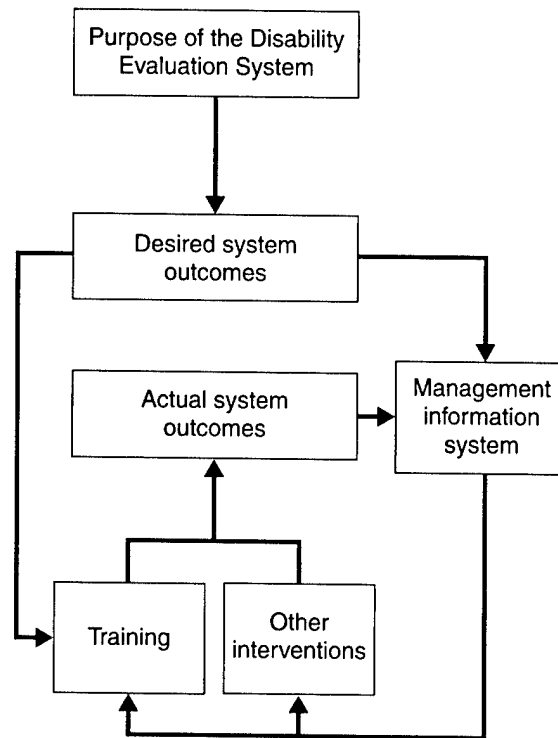 Purpose of the Disability
Evaluation System
Desired system
outcomes
Actual system
outcomes
Management
information
system
Training
Other
interventions